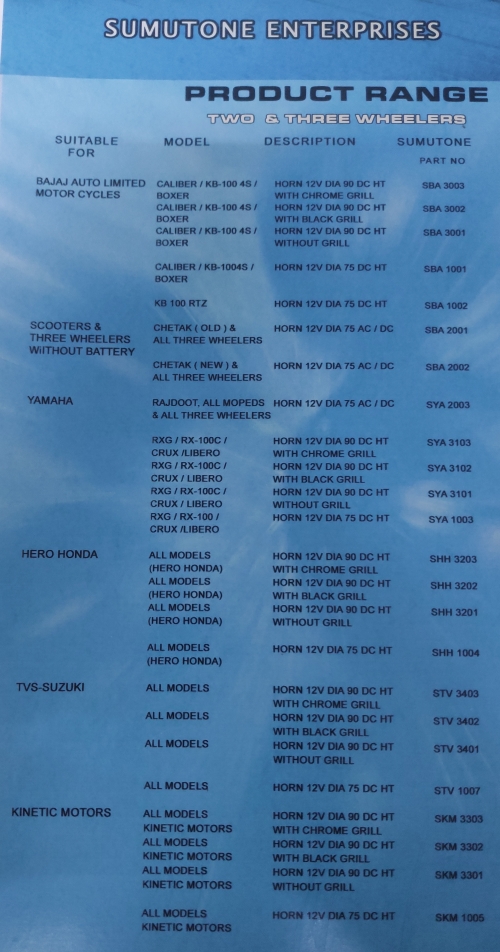 SUMUTONE ENTERPRISES
PRODUCT RANGE
TWO & THREE WHEELERS
SUITABLE FOR MODEL DESCRIPTION SUMUTONE PART NO
BAJAJ AUTO LIMITED CALIBER / KB-100 4S / HORN 12V DIA 90 DC HT SBA 3003
MOTOR CYCLES BOXER WITH CHROME GRILL
CALIBER / KB-100 4S / HORN 12V DIA 90 DC HT SBA 3002
BOXER WITH BLACK GRILL
CALIBER / KB-100 4S / HORN 12V DIA 90 DC HT SBA 3001
BOXER WITHOUT GRILL
CALIBER / KB-1004S / HORN 12V DIA 75 DC HT SBA 1001
BOXER
KB 100 RTZ HORN 12V DIA 75 DC HT SBA 1002
SCOOTERS & CHETAK ( OLD ) & HORN 12V DIA 75 AC / DC SBA 2001
THREE WHEELERS ALL THREE WHEELERS
WIITHOUT BATTERY
CHETAK ( NEW ) & HORN 12V DIA 75 AC / DC SBA 2002
ALL THREE WHEELERS
YAMAHA RAJDOOT, ALL MOPEDS HORN 12V DIA 75 AC / DC SYA 2003
& ALL THREE WHEELERS
RXG / RX-100C / HORN 12V DIA 90 DC HT SYA 3103
CRUX /LIBERO WITH CHROME GRILL
RXG / RX-100C / HORN 12V DIA 90 DC HT SYA 3102
CRUX / LIBERO WITH BLACK GRILL
RXG / RX-100C / HORN 12V DIA 90 DC HT SYA 3101
CRUX / LIBERO WITHOUT GRILL
RXG / RX-100 / HORN 12V DIA 75 DC HT SYA 1003
CRUX /LIBERO
HERO HONDA ALL MODELS HORN 12V DIA 90 DC HT SHH 3203
(HERO HONDA) WITH CHROME GRILL
ALL MODELS HORN 12V DIA 90 DC HT SHH 3202
(HERO HONDA) WITH BLACK GRILL
ALL MODELS HORN 12V DIA 90 DC HT SHH 3201
(HERO HONDA) WITHOUT GRILL
ALL MODELS HORN 12V DIA 75 DC HT SHH 1004
(HERO HONDA)
TVS-SUZUKI ALL MODELS HORN 12V DIA 90 DC HT STV 3403
WITH CHROME GRILL
ALL MODELS HORN 12V DIA 90 DC HT STV 3402
WITH BLACK GRILL
ALL MODELS HORN 12V DIA 90 DC HT STV 3401
WITHOUT GRILL
ALL MODELS HORN 12V DIA 75 DC HT STV 1007
KINETIC MOTORS ALL MODELS HORN 12V DIA 90 DC HT SKM 3303
KINETIC MOTORS WITH CHROME GRILL
ALL MODELS HORN 12V DIA 90 DC HT SKM 3302
KINETIC MOTORS WITH BLACK GRILL
ALL MODELS HORN 12V DIA 90 DC HT SKM 3301
KINETIC MOTORS WITHOUT GRILL
ALL MODELS HORN 12V DIA 75 DC HT SKM 1005
KINETIC MOTORS